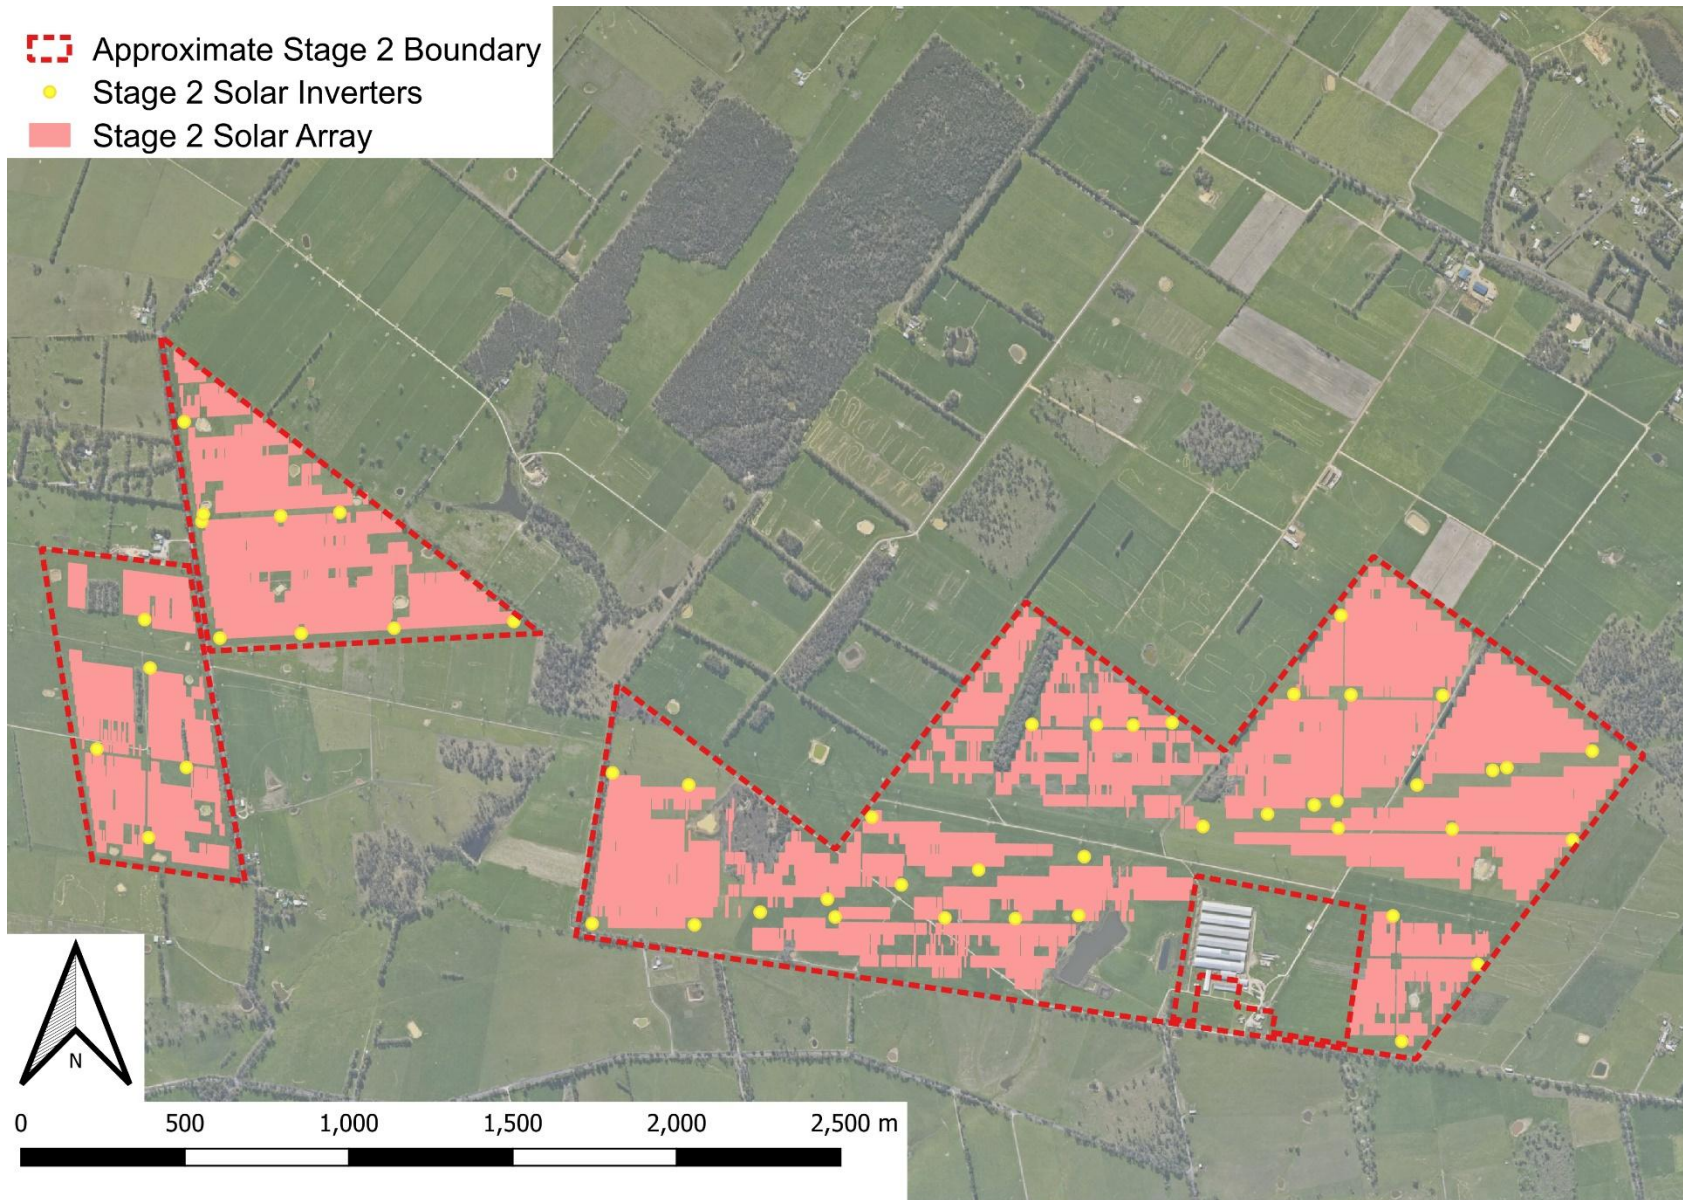 Approximate Stage 2 Boundary
Stage 2 Solar Inverters
Stage 2 Solar Array
N
0 500 1,000 1,500 2,000 2,500 m